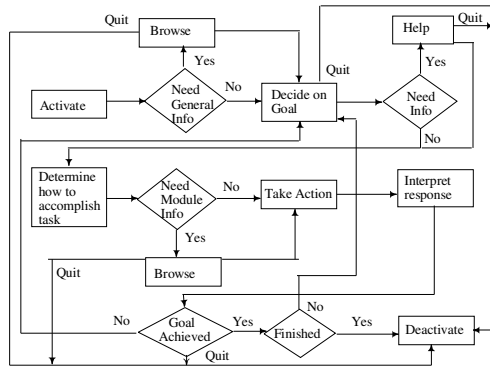 Quit
Browse
Help
Quit
Yes
Quit
Yes
Activate
Need
General
Info
No
Decide on
Goal
Need
Info
No
Determine
how to
accomplish
task
Need
Module
Info
No
Take Action
Interpret
response
Yes
Quit
Browse
No
Goal
Achieved
Yes
Finished
No
Yes
Deactivate
Quit